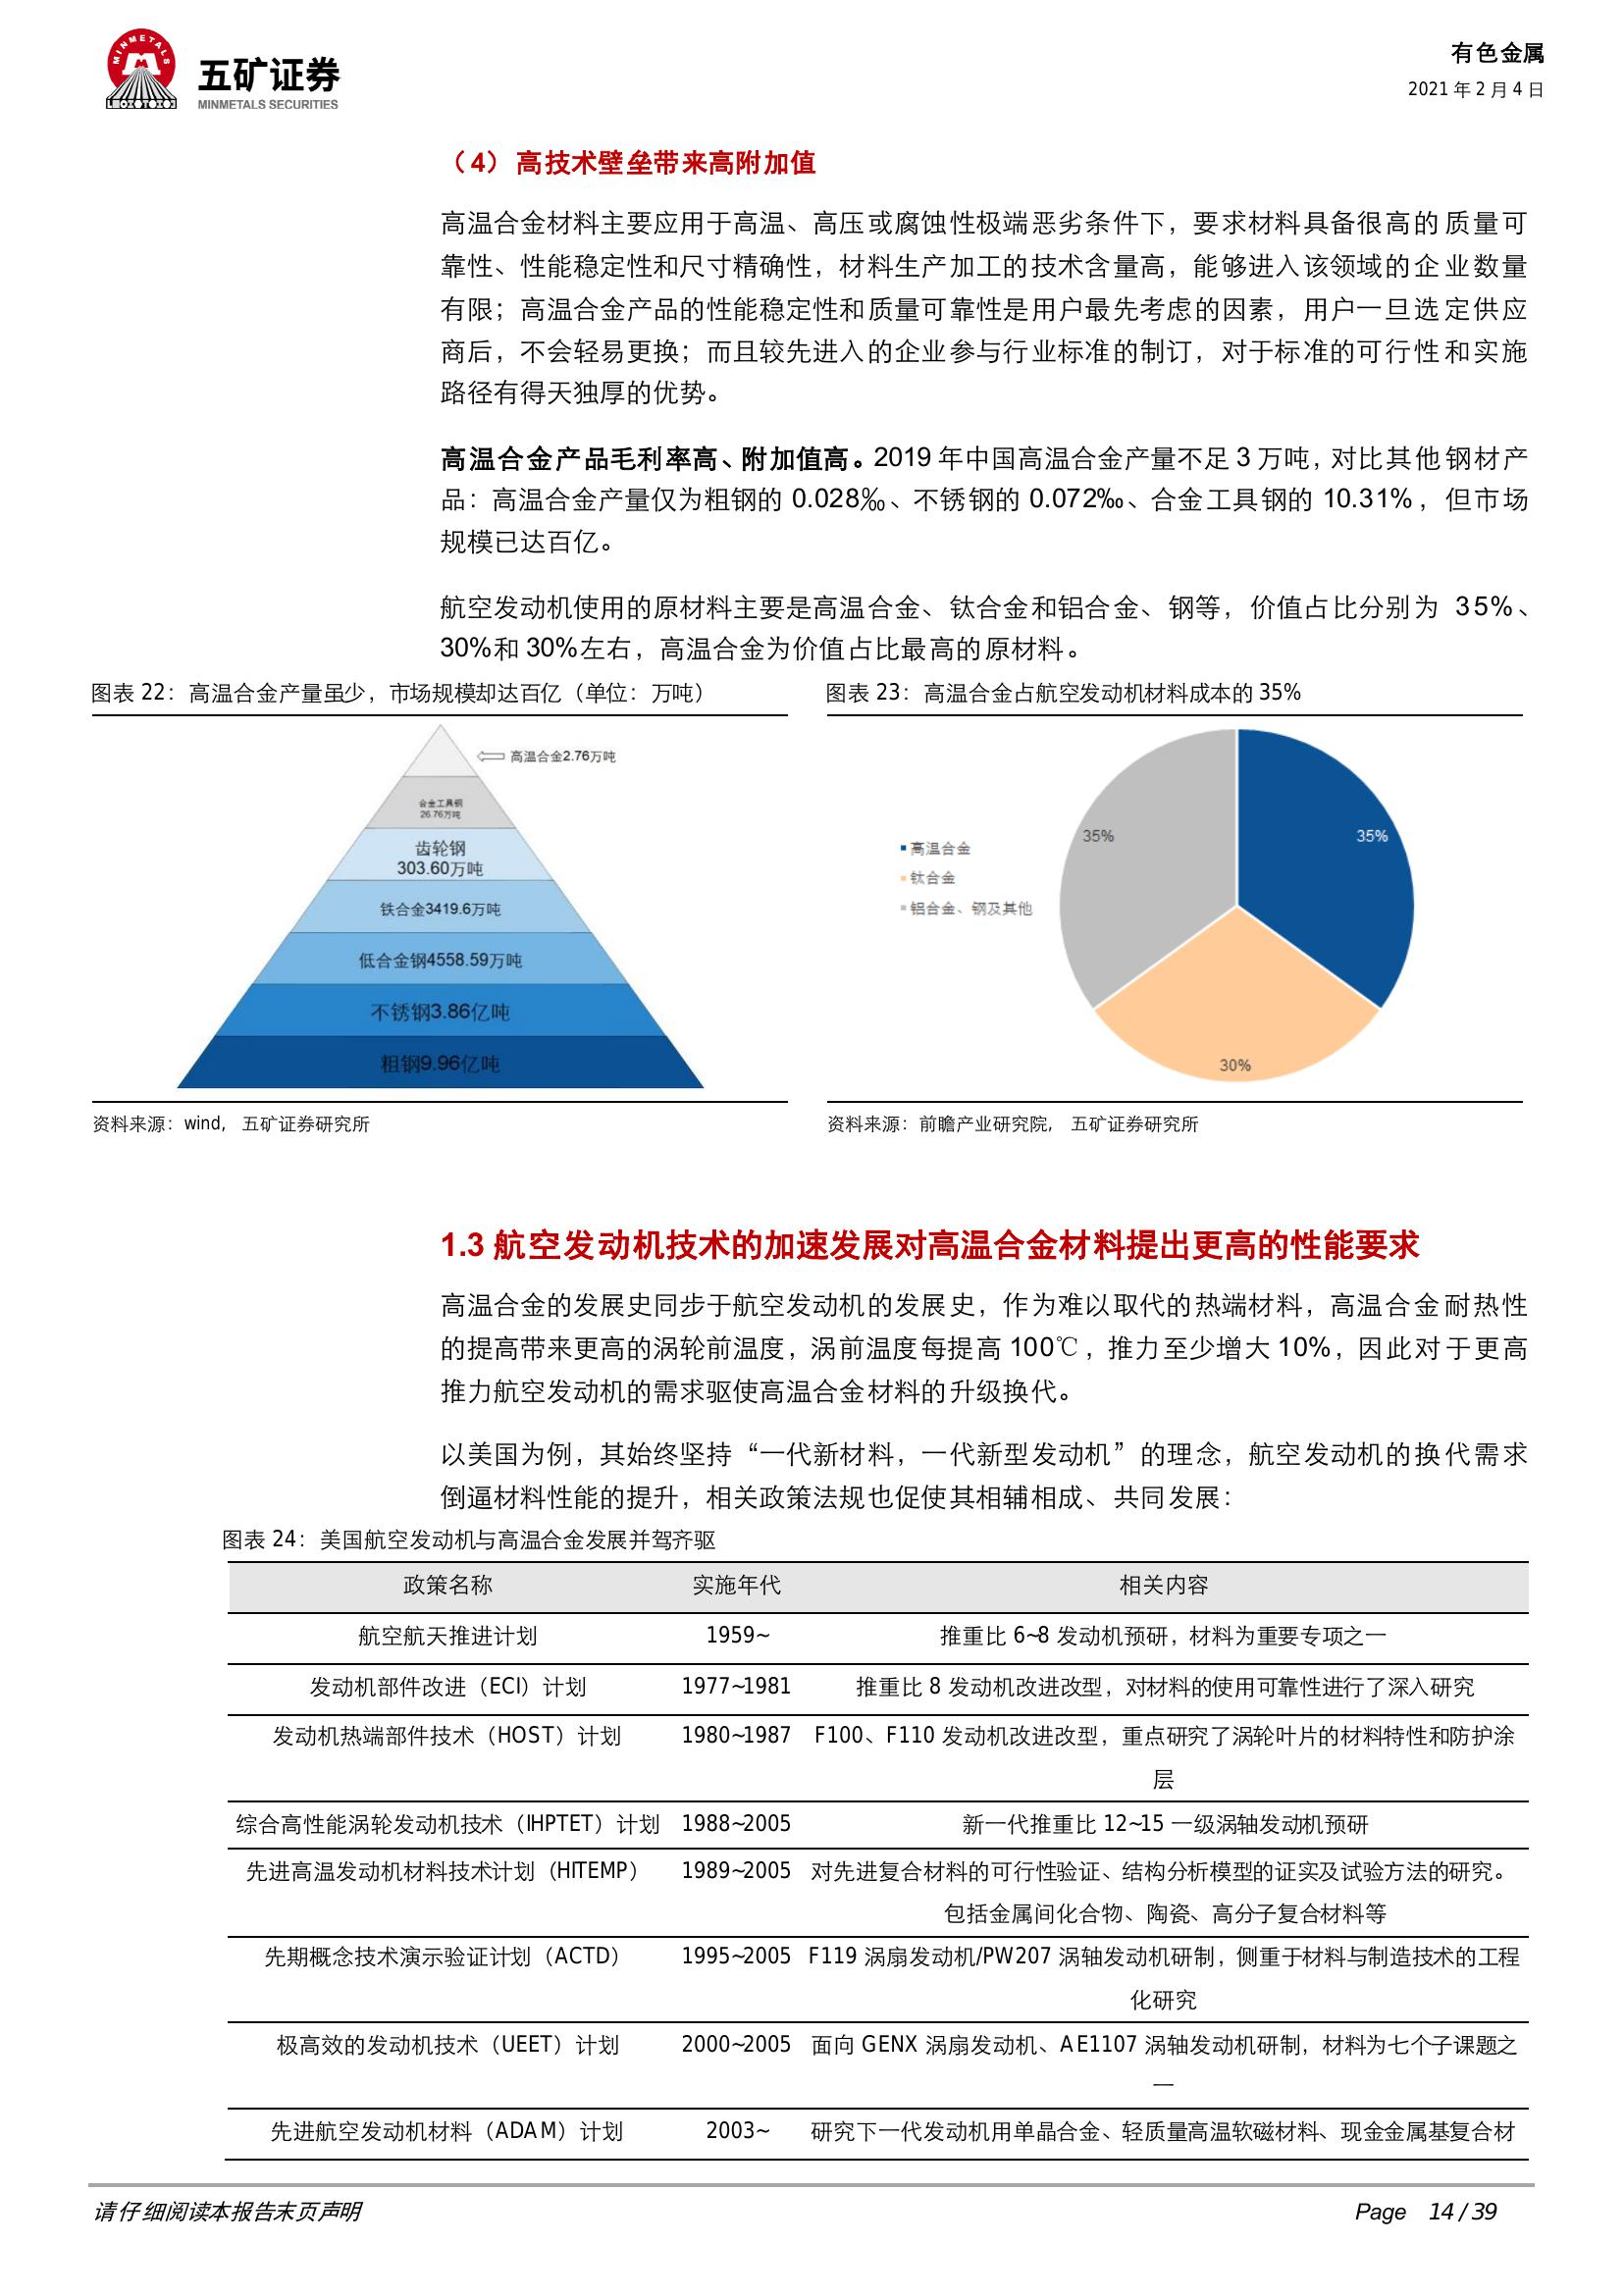 MINMETALS
五矿证券
MINMETALS SECURITIES
有色金属
2021 年 2 月 4 日
（4）高技术壁垒带来高附加值
高温合金材料主要应用于高温、高压或腐蚀性极端恶劣条件下，要求材料具备很高的质量可
靠性、性能稳定性和尺寸精确性，材料生产加工的技术含量高，能够进入该领域的企业数量
有限；高温合金产品的性能稳定性和质量可靠性是用户最先考虑的因素，用户一旦选定供应
商后，不会轻易更换；而且较先进入的企业参与行业标准的制订，对于标准的可行性和实施
路径有得天独厚的优势。
高温合金产品毛利率高、附加值高。2019 年中国高温合金产量不足 3 万吨，对比其他钢材产
品：高温合金产量仅为粗钢的 0.028‰、不锈钢的 0.072‰、合金工具钢的 10.31%，但市场
规模已达百亿。
航空发动机使用的原材料主要是高温合金、钛合金和铝合金、钢等，价值占比分别为 35%、
30%和 30%左右，高温合金为价值占比最高的原材料。
图表 22：高温合金产量虽少，市场规模却达百亿（单位：万吨）
高温合金2.76万吨
合金工具钢
26.76万吨
齿轮钢
303.60万吨
铁合金3419.6万吨
低合金钢4558.59万吨
不锈钢3.86亿吨
粗钢9.96亿吨
资料来源：wind，五矿证券研究所
图表 23：高温合金占航空发动机材料成本的 35%
高温合金
钛合金
铝合金、钢及其他
35%
35%
30%
资料来源：前瞻产业研究院，五矿证券研究所
1.3 航空发动机技术的加速发展对高温合金材料提出更高的性能要求
高温合金的发展史同步于航空发动机的发展史，作为难以取代的热端材料，高温合金耐热性
的提高带来更高的涡轮前温度，涡前温度每提高 100℃，推力至少增大 10%，因此对于更高
推力航空发动机的需求驱使高温合金材料的升级换代。
以美国为例，其始终坚持“一代新材料，一代新型发动机”的理念，航空发动机的换代需求
倒逼材料性能的提升，相关政策法规也促使其相辅相成、共同发展：
图表 24：美国航空发动机与高温合金发展并驾齐驱
政策名称 实施年代 相关内容
航空航天推进计划 1959~ 推重比 6~8 发动机预研，材料为重要专项之一
发动机部件改进（ECI）计划 1977~1981 推重比 8 发动机改进改型，对材料的使用可靠性进行了深入研究
发动机热端部件技术（HOST）计划 1980~1987 F100、F110 发动机改进改型，重点研究了涡轮叶片的材料特性和防护涂
层
综合高性能涡轮发动机技术（IHPTET）计划 1988~2005 新一代推重比 12~15 一级涡轴发动机预研
先进高温发动机材料技术计划（HITEMP） 1989~2005 对先进复合材料的可行性验证、结构分析模型的证实及试验方法的研究。
包括金属间化合物、陶瓷、高分子复合材料等
先期概念技术演示验证计划（ACTD） 1995~2005 F119 涡扇发动机/PW207 涡轴发动机研制，侧重于材料与制造技术的工程
化研究
极高效的发动机技术（UEET）计划 2000~2005 面向 GENX 涡扇发动机、AE1107 涡轴发动机研制，材料为七个子课题之
一
先进航空发动机材料（ADAM）计划 2003~ 研究下一代发动机用单晶合金、轻质量高温软磁材料、现金金属基复合材
请仔细阅读本报告末页声明
Page 14 / 39